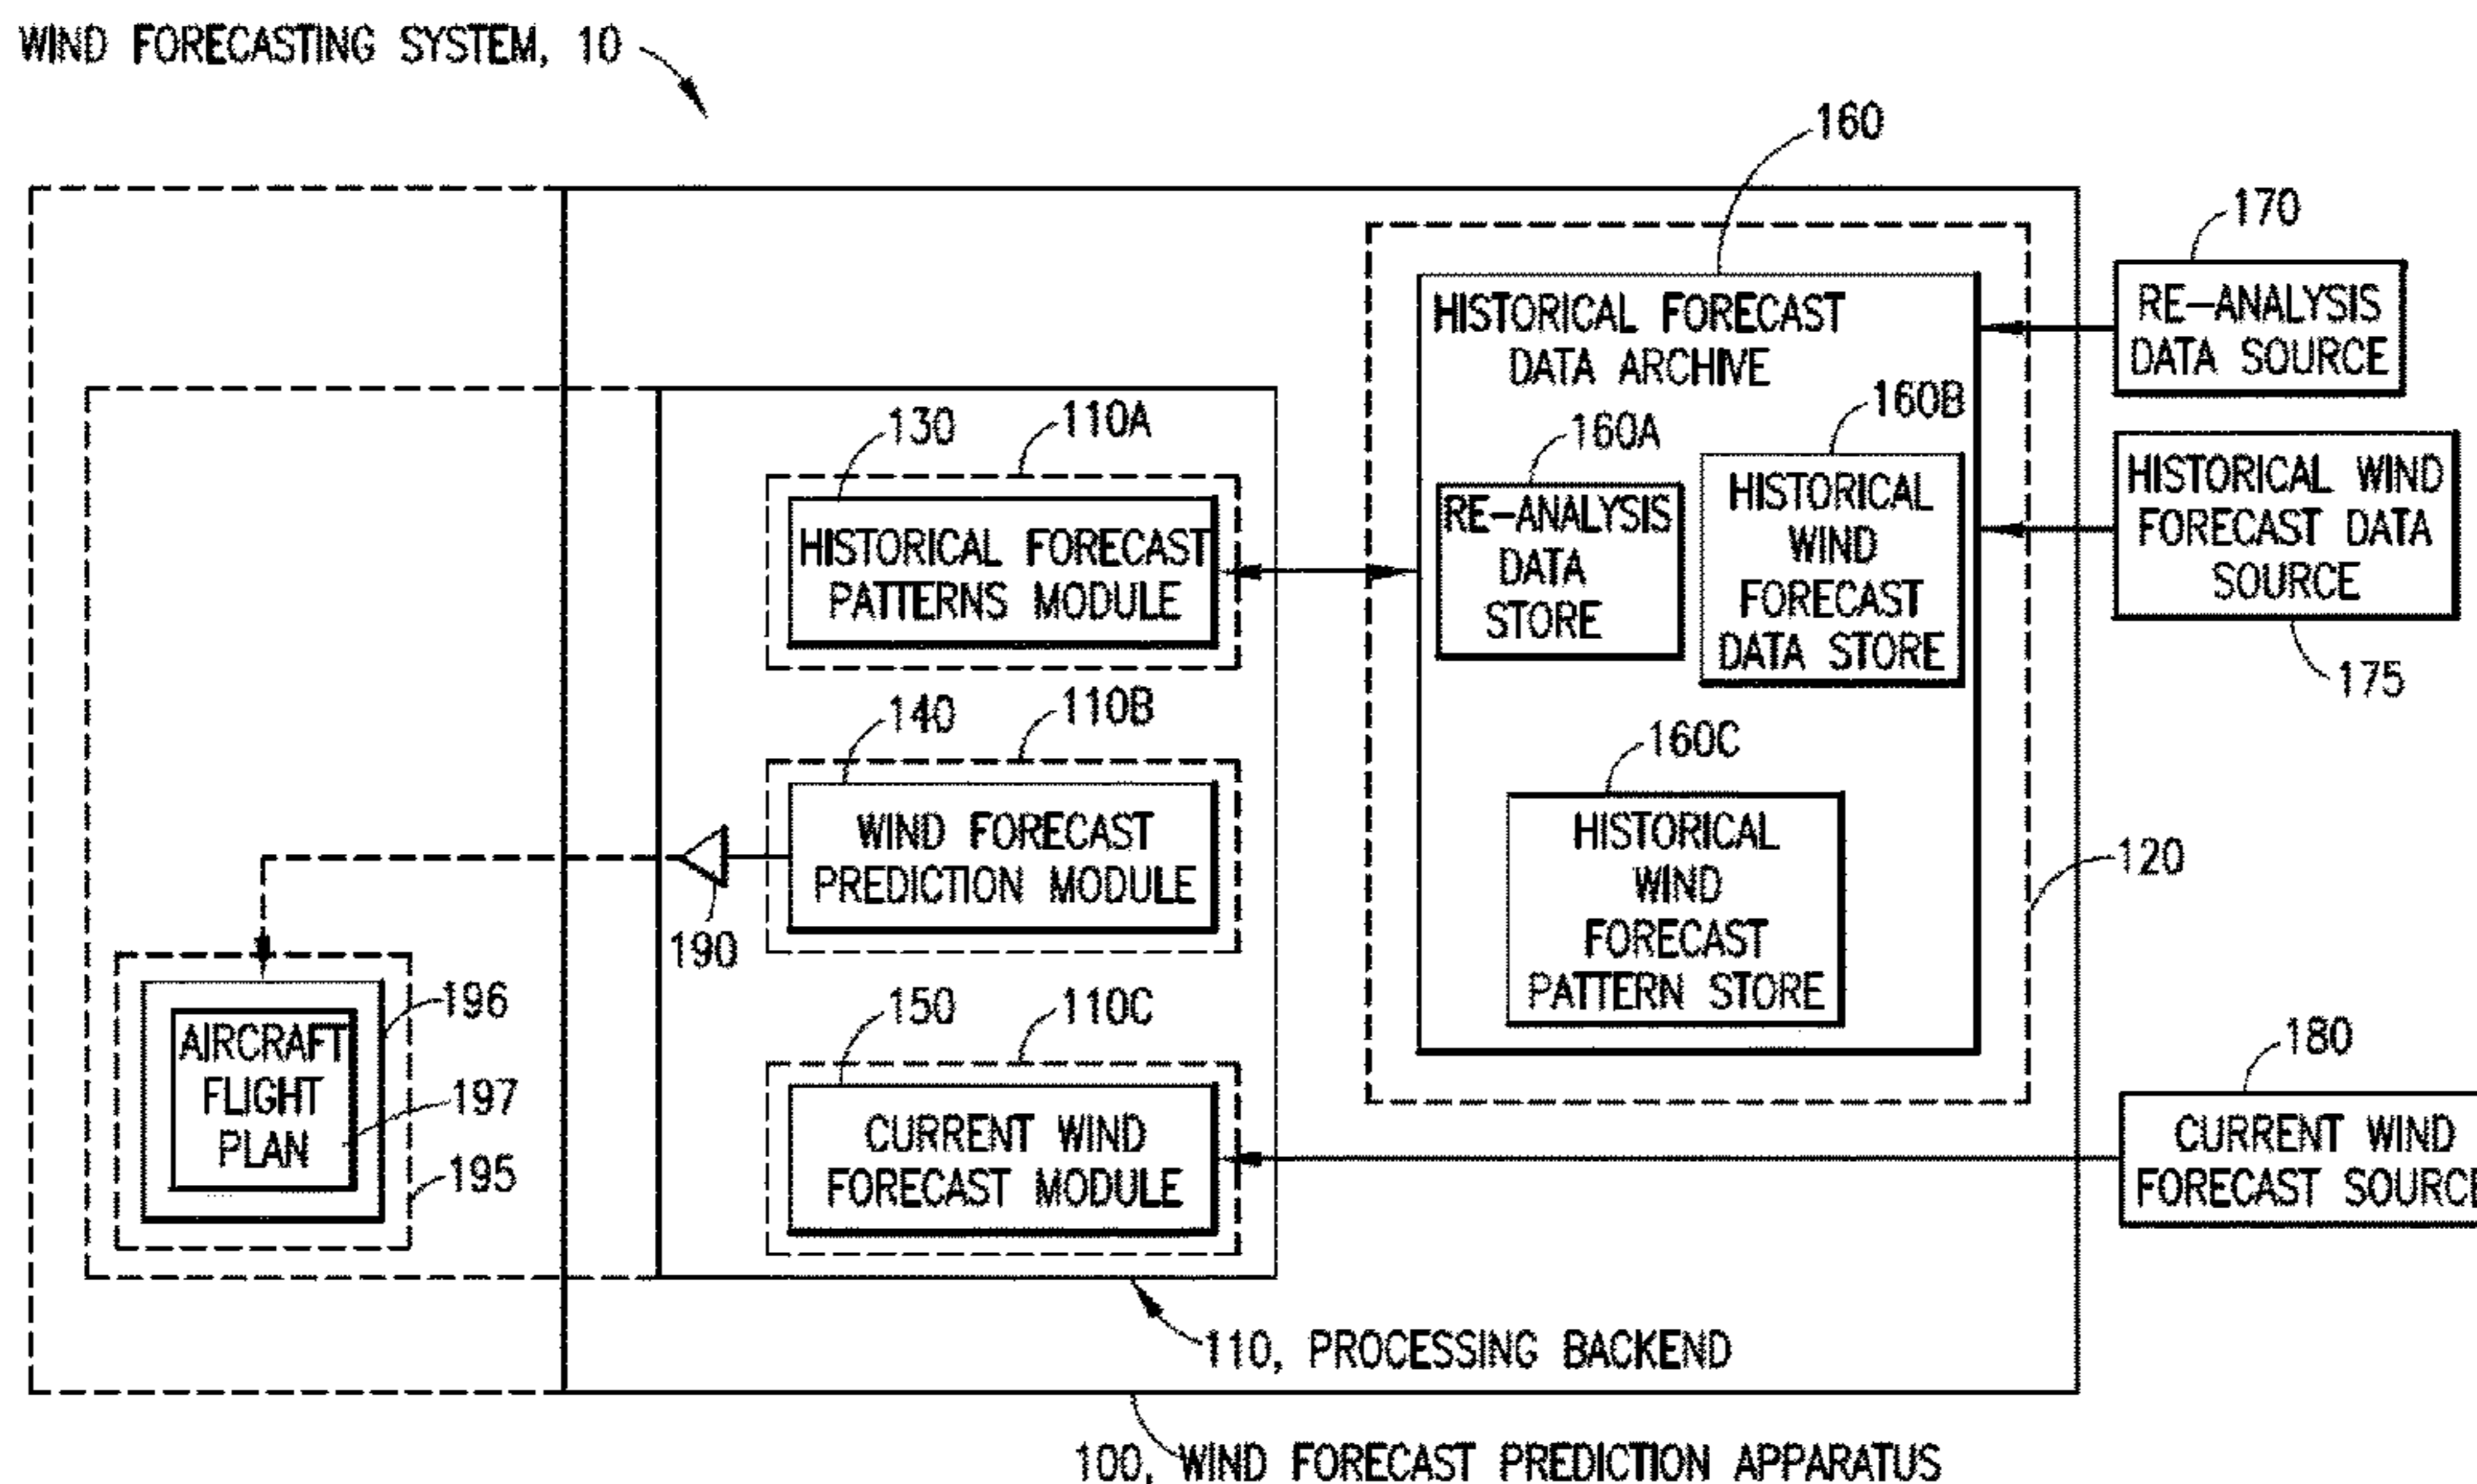 WIND FORECASTING SYSTEM, 10
160
170
RE-ANALYSIS
DATA SOURCE
HISTORICAL FORECAST
DATA ARCHIVE
160A
160B
RE-ANALYSIS
DATA
STORE
HISTORICAL
WIND
FORECAST
DATA STORE
HISTORICAL WIND
FORECAST DATA
SOURCE
175
130
110A
HISTORICAL FORECAST
PATTERNS MODULE
140
110B
WIND FORECAST
PREDICTION MODULE
190
160C
HISTORICAL
WIND
FORECAST
PATTERN STORE
120
196
AIRCRAFT
FLIGHT
PLAN
197
195
150
110C
CURRENT WIND
FORECAST MODULE
180
CURRENT WIND
FORECAST SOURCE
110, PROCESSING BACKEND
100, WIND FORECAST PREDICTION APPARATUS